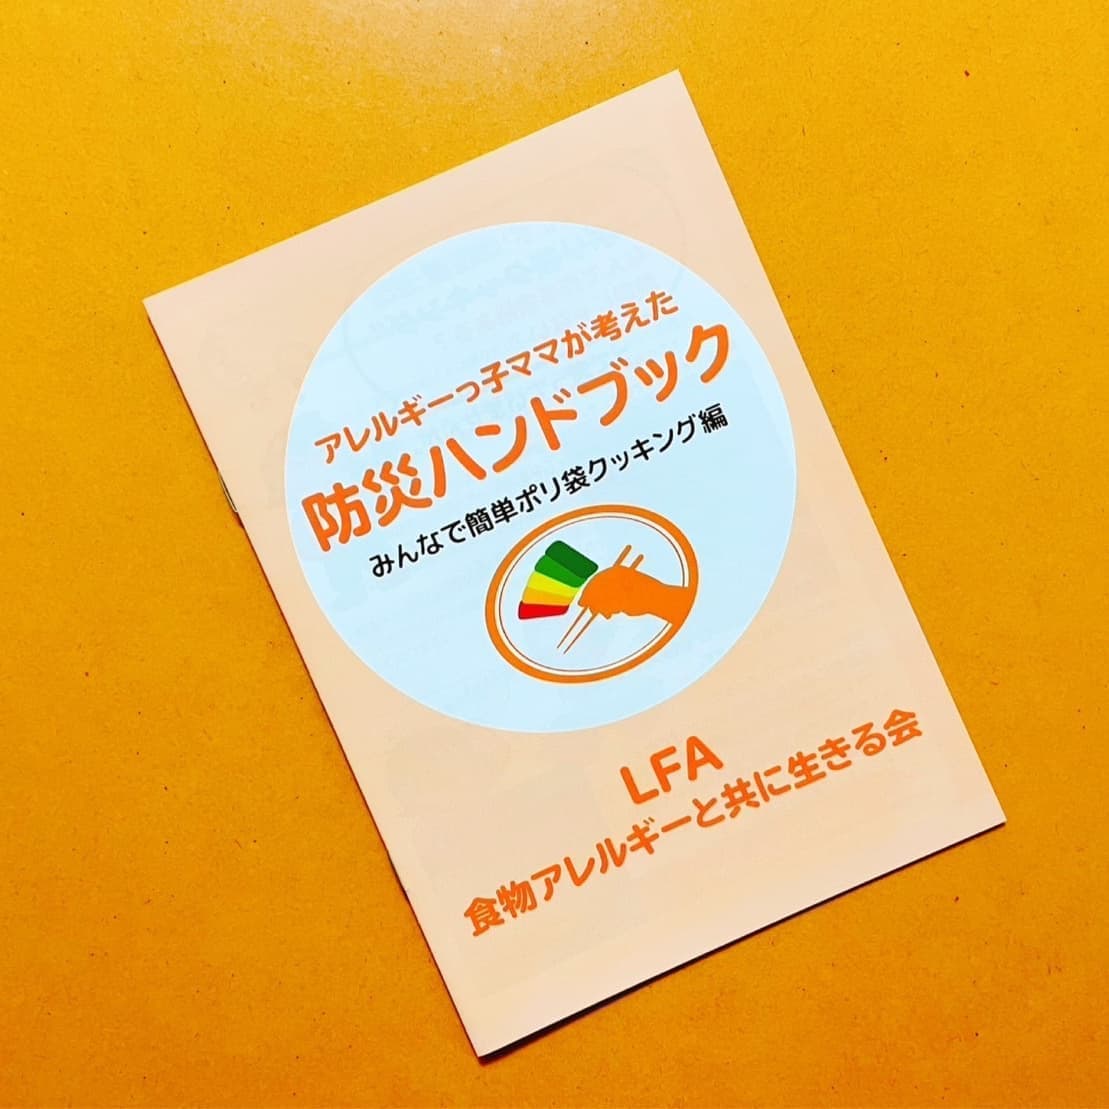 アレルギーっ子ママが考えた
防災ハンドブック
みんなで簡単ポリ袋クッキング編
LFA
食物アレルギーと共に生きる会